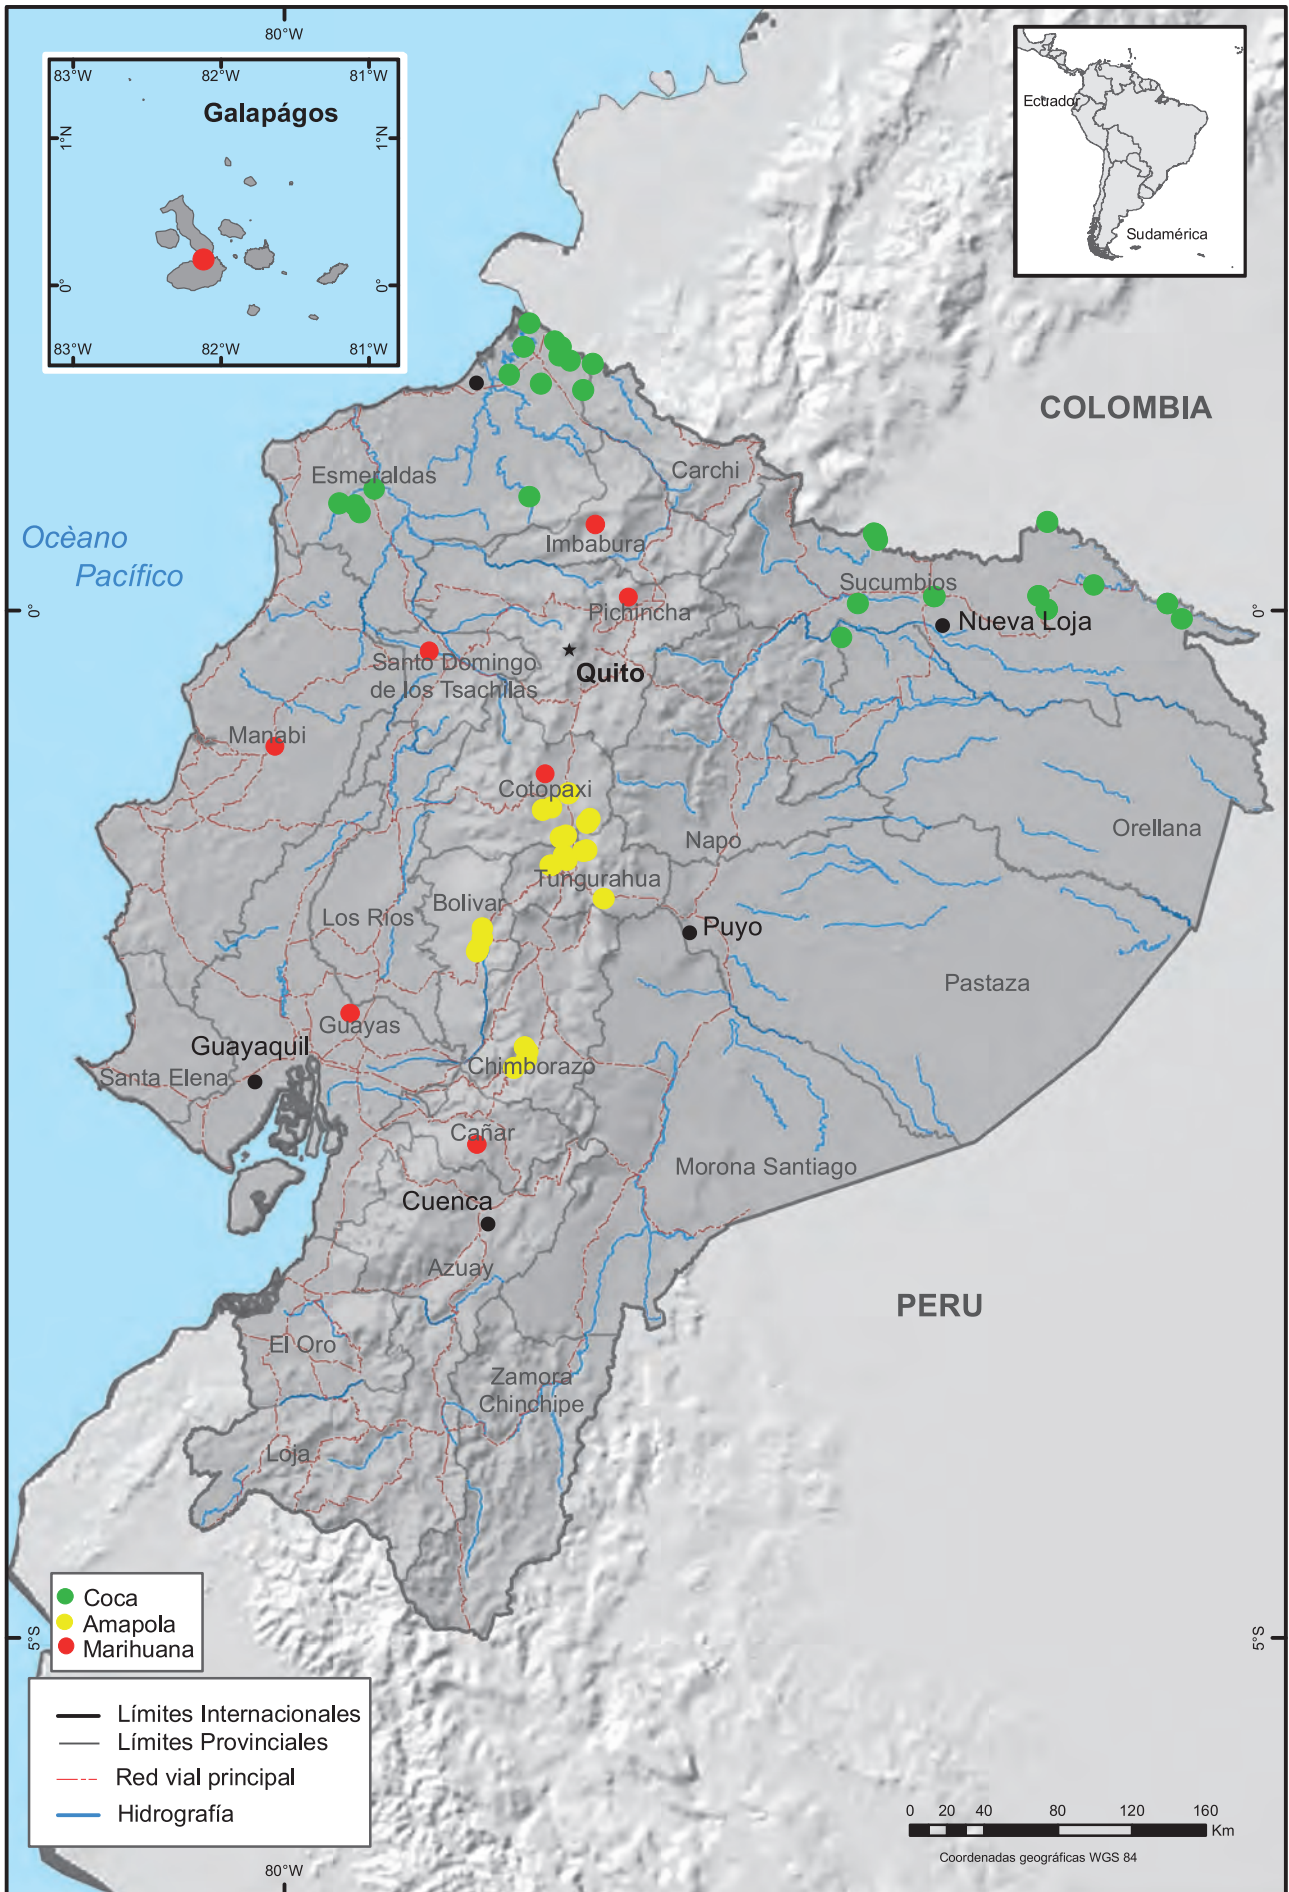 80°W
83°W
82°W
81°W
Galapágos
1°N
1°N
0°
0°
83°W
82°W
81°W
Ecuador
Sudamérica
COLOMBIA
Carchi
Esmeraldas
Ocèano
Pacífico
Imbabura
Sucumbios
Pichincha
0°
0°
Nueva Loja
Santo Domingo
de los Tsachilas
Quito
Manabi
Cotopaxi
Orellana
Napo
Tungurahua
Bolivar
Los Rios
Puyo
Pastaza
Guayas
Guayaquil
Chimborazo
Santa Elena
Cañar
Morona Santiago
Cuenca
Azuay
PERU
El Oro
Zamora
Chinchipe
Loja
Coca
Amapola
Marihuana
5°S
5°S
Límites Internacionales
Límites Provinciales
Red vial principal
Hidrografía
0 20 40 80 120 160
Km
Coordenadas geográficas WGS 84
80°W